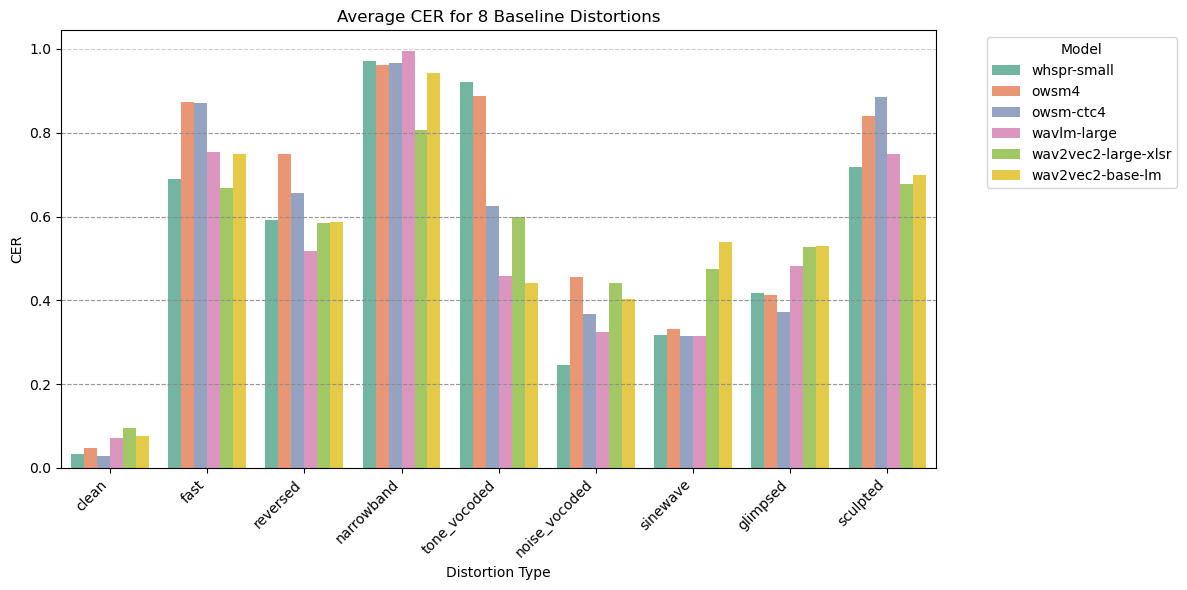 Average CER for 8 Baseline Distortions
CER
1.0
0.8
0.6
0.4
0.2
0.0
clean
fast
reversed
narrowband
tone_vocoded
noise_vocoded
sinewave
glimpsed
sculpted
Distortion Type
Model
whspr-small
owsm4
owsm-ctc4
wavlm-large
wav2vec2-large-xlsr
wav2vec2-base-lm